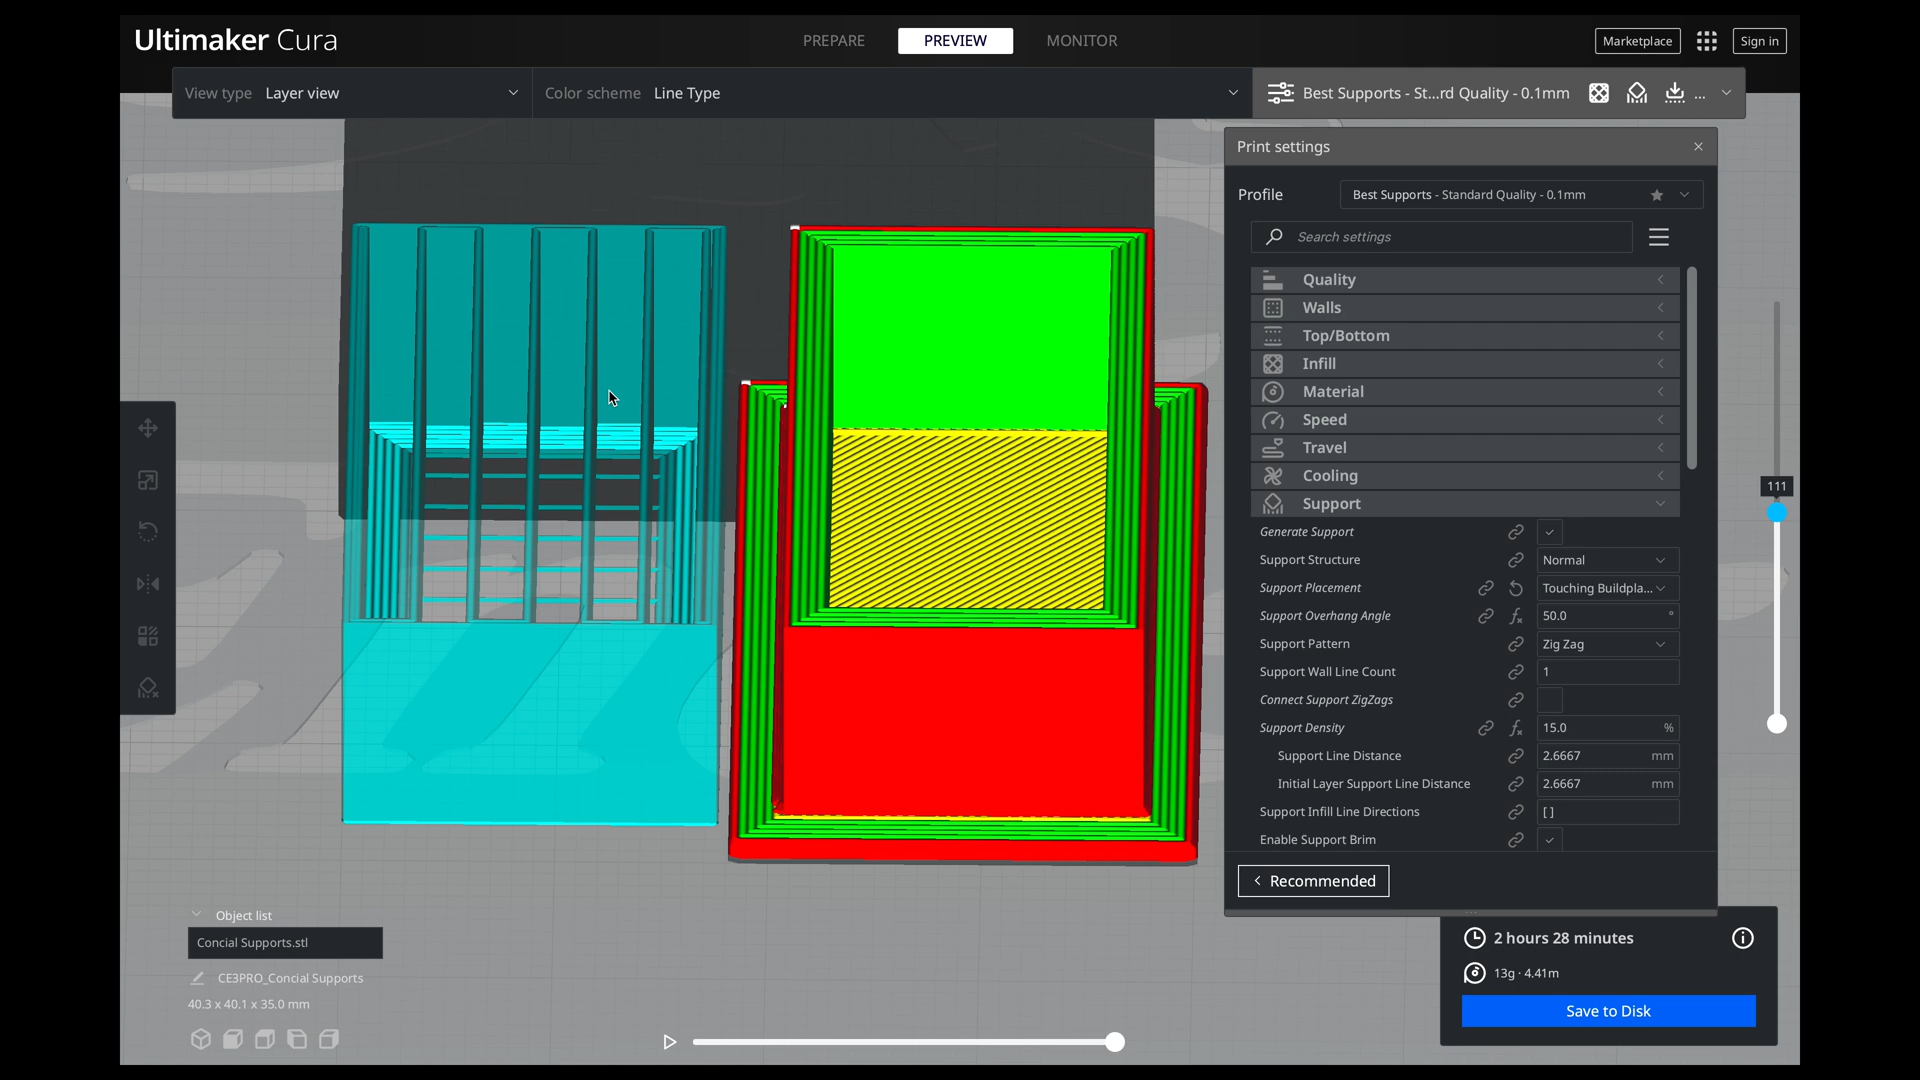 Ultimaker Cura
PREPARE
PREVIEW
MONITOR
Marketplace
Sign in
View type Layer view
Color scheme Line Type
Best Supports - St...rd Quality - 0.1mm
...
Print settings
Profile
Best Supports - Standard Quality - 0.1mm
Search settings
Quality
Walls
Top/Bottom
Infill
Material
Speed
Travel
Cooling
Support
Generate Support
Support Structure Normal
Support Placement Touching Buildpla...
Support Overhang Angle 50.0 °
Support Pattern Zig Zag
Support Wall Line Count 1
Connect Support ZigZags
Support Density 15.0 %
Support Line Distance 2.6667 mm
Initial Layer Support Line Distance 2.6667 mm
Support Infill Line Directions [ ]
Enable Support Brim
Recommended
111
Object list
Concial Supports.stl
CE3PRO_Concial Supports
40.3 x 40.1 x 35.0 mm
2 hours 28 minutes
13g · 4.41m
Save to Disk